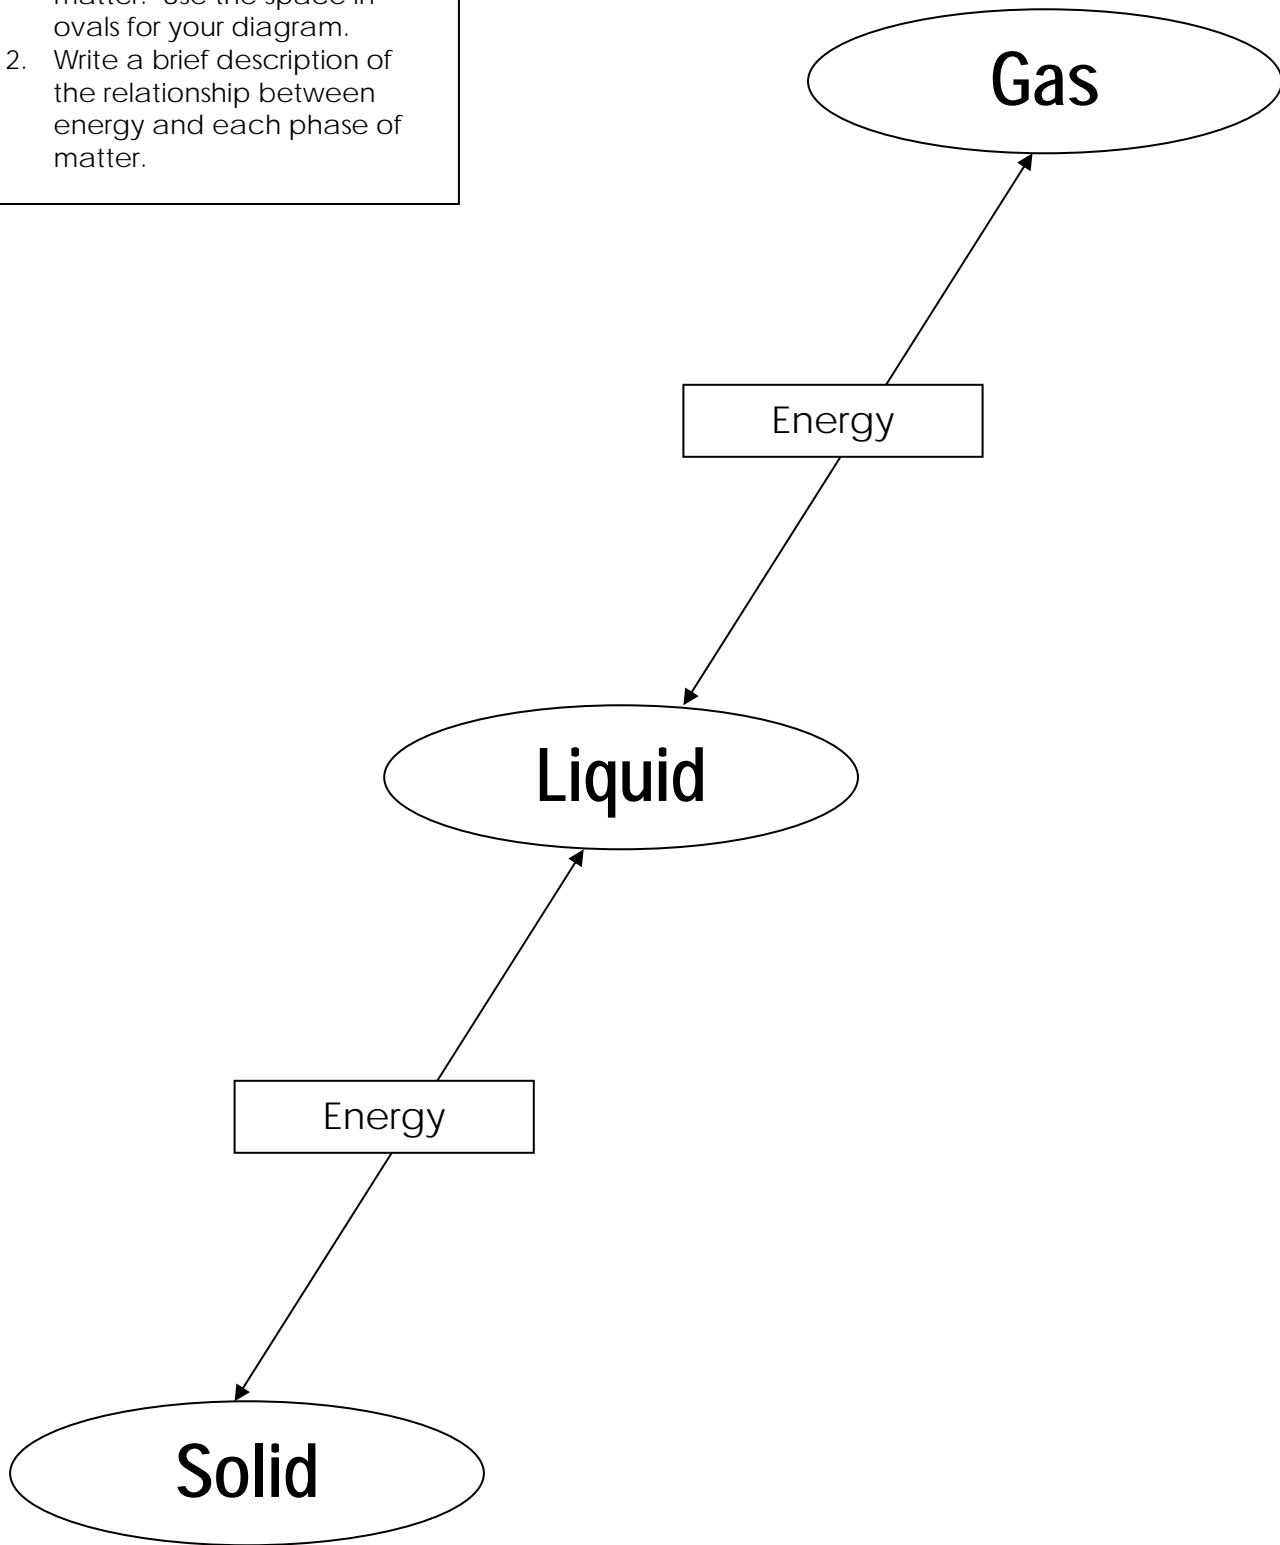 matter. Use the space in
ovals for your diagram.
2. Write a brief description of
the relationship between
energy and each phase of
matter.
Gas
Energy
Liquid
Energy
Solid